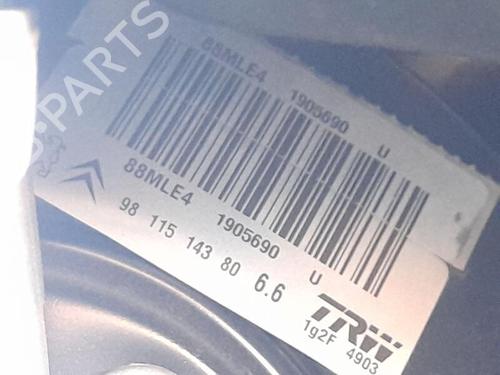 88MLE4 1905690 U
88MLE4 1905690 U
98 115 143 80 6.6
TRW
1g2F 4903
PARTS